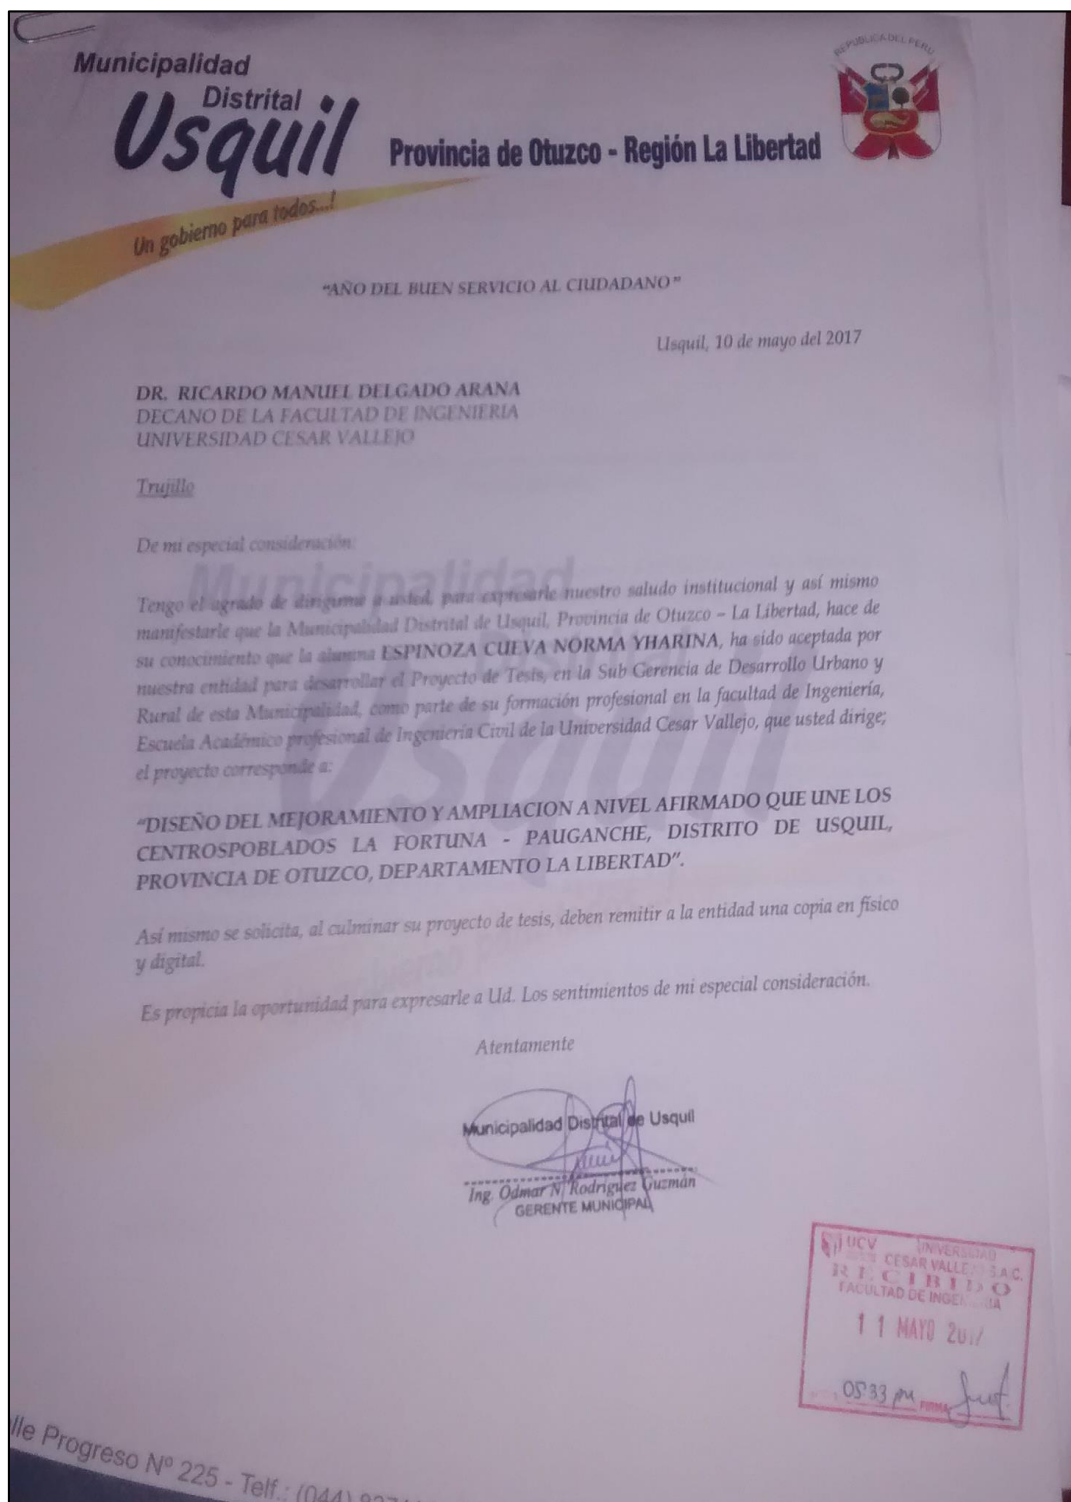 Municipalidad
Distrital
Usquil
Provincia de Otuzco - Región La Libertad
REPUBLICA DEL PERU
Un gobierno para todos...!
"AÑO DEL BUEN SERVICIO AL CIUDADANO"
Usquil, 10 de mayo del 2017
DR. RICARDO MANUEL DELGADO ARANA
DECANO DE LA FACULTAD DE INGENIERIA
UNIVERSIDAD CESAR VALLEJO
Trujillo
De mi especial consideración:
Tengo el agrado de dirigirme a usted, para expresarle nuestro saludo institucional y así mismo
manifestarle que la Municipalidad Distrital de Usquil, Provincia de Otuzco – La Libertad, hace de
su conocimiento que la alumna ESPINOZA CUEVA NORMA YHARINA, ha sido aceptada por
nuestra entidad para desarrollar el Proyecto de Tesis, en la Sub Gerencia de Desarrollo Urbano y
Rural de esta Municipalidad, como parte de su formación profesional en la facultad de Ingeniería,
Escuela Académico profesional de Ingeniería Civil de la Universidad Cesar Vallejo, que usted dirige;
el proyecto corresponde a:
"DISEÑO DEL MEJORAMIENTO Y AMPLIACION A NIVEL AFIRMADO QUE UNE LOS
CENTROSPOBLADOS LA FORTUNA - PAUGANCHE, DISTRITO DE USQUIL,
PROVINCIA DE OTUZCO, DEPARTAMENTO LA LIBERTAD".
Así mismo se solicita, al culminar su proyecto de tesis, deben remitir a la entidad una copia en físico
y digital.
Es propicia la oportunidad para expresarle a Ud. Los sentimientos de mi especial consideración.
Atentamente
Municipalidad Distrital de Usquil
Ing. Odmar N. Rodriguez Guzmán
GERENTE MUNICIPAL
UCV UNIVERSIDAD
CESAR VALLEJO S.A.C.
RECIBIDO
FACULTAD DE INGENIERIA
11 MAYO 2017
05:33 pm FIRMA
lle Progreso Nº 225 - Telf.: (044)